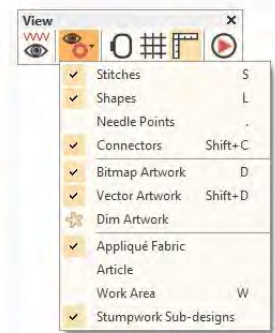 View
Stitches S
Shapes L
Needle Points .
Connectors Shift+C
Bitmap Artwork D
Vector Artwork Shift+D
Dim Artwork
Appliqué Fabric
Article
Work Area W
Stumpwork Sub-designs